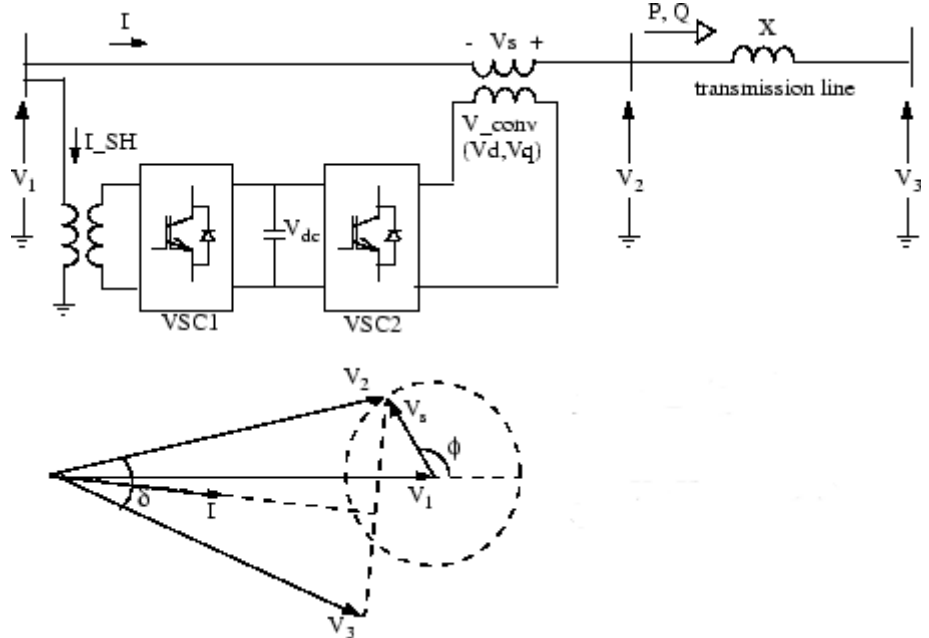 I
- Vs +
P, Q
X
transmission line
I_SH
V_conv
(Vd,Vq)
V1
V2
V3
Vdc
VSC1
VSC2
V2
Vs
ϕ
V1
δ
I
V3